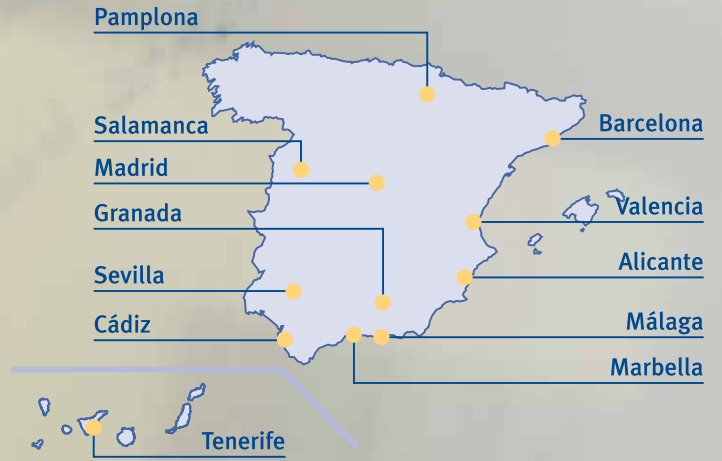 Pamplona
Salamanca
Madrid
Granada
Sevilla
Cádiz
Barcelona
Valencia
Alicante
Málaga
Marbella
Tenerife